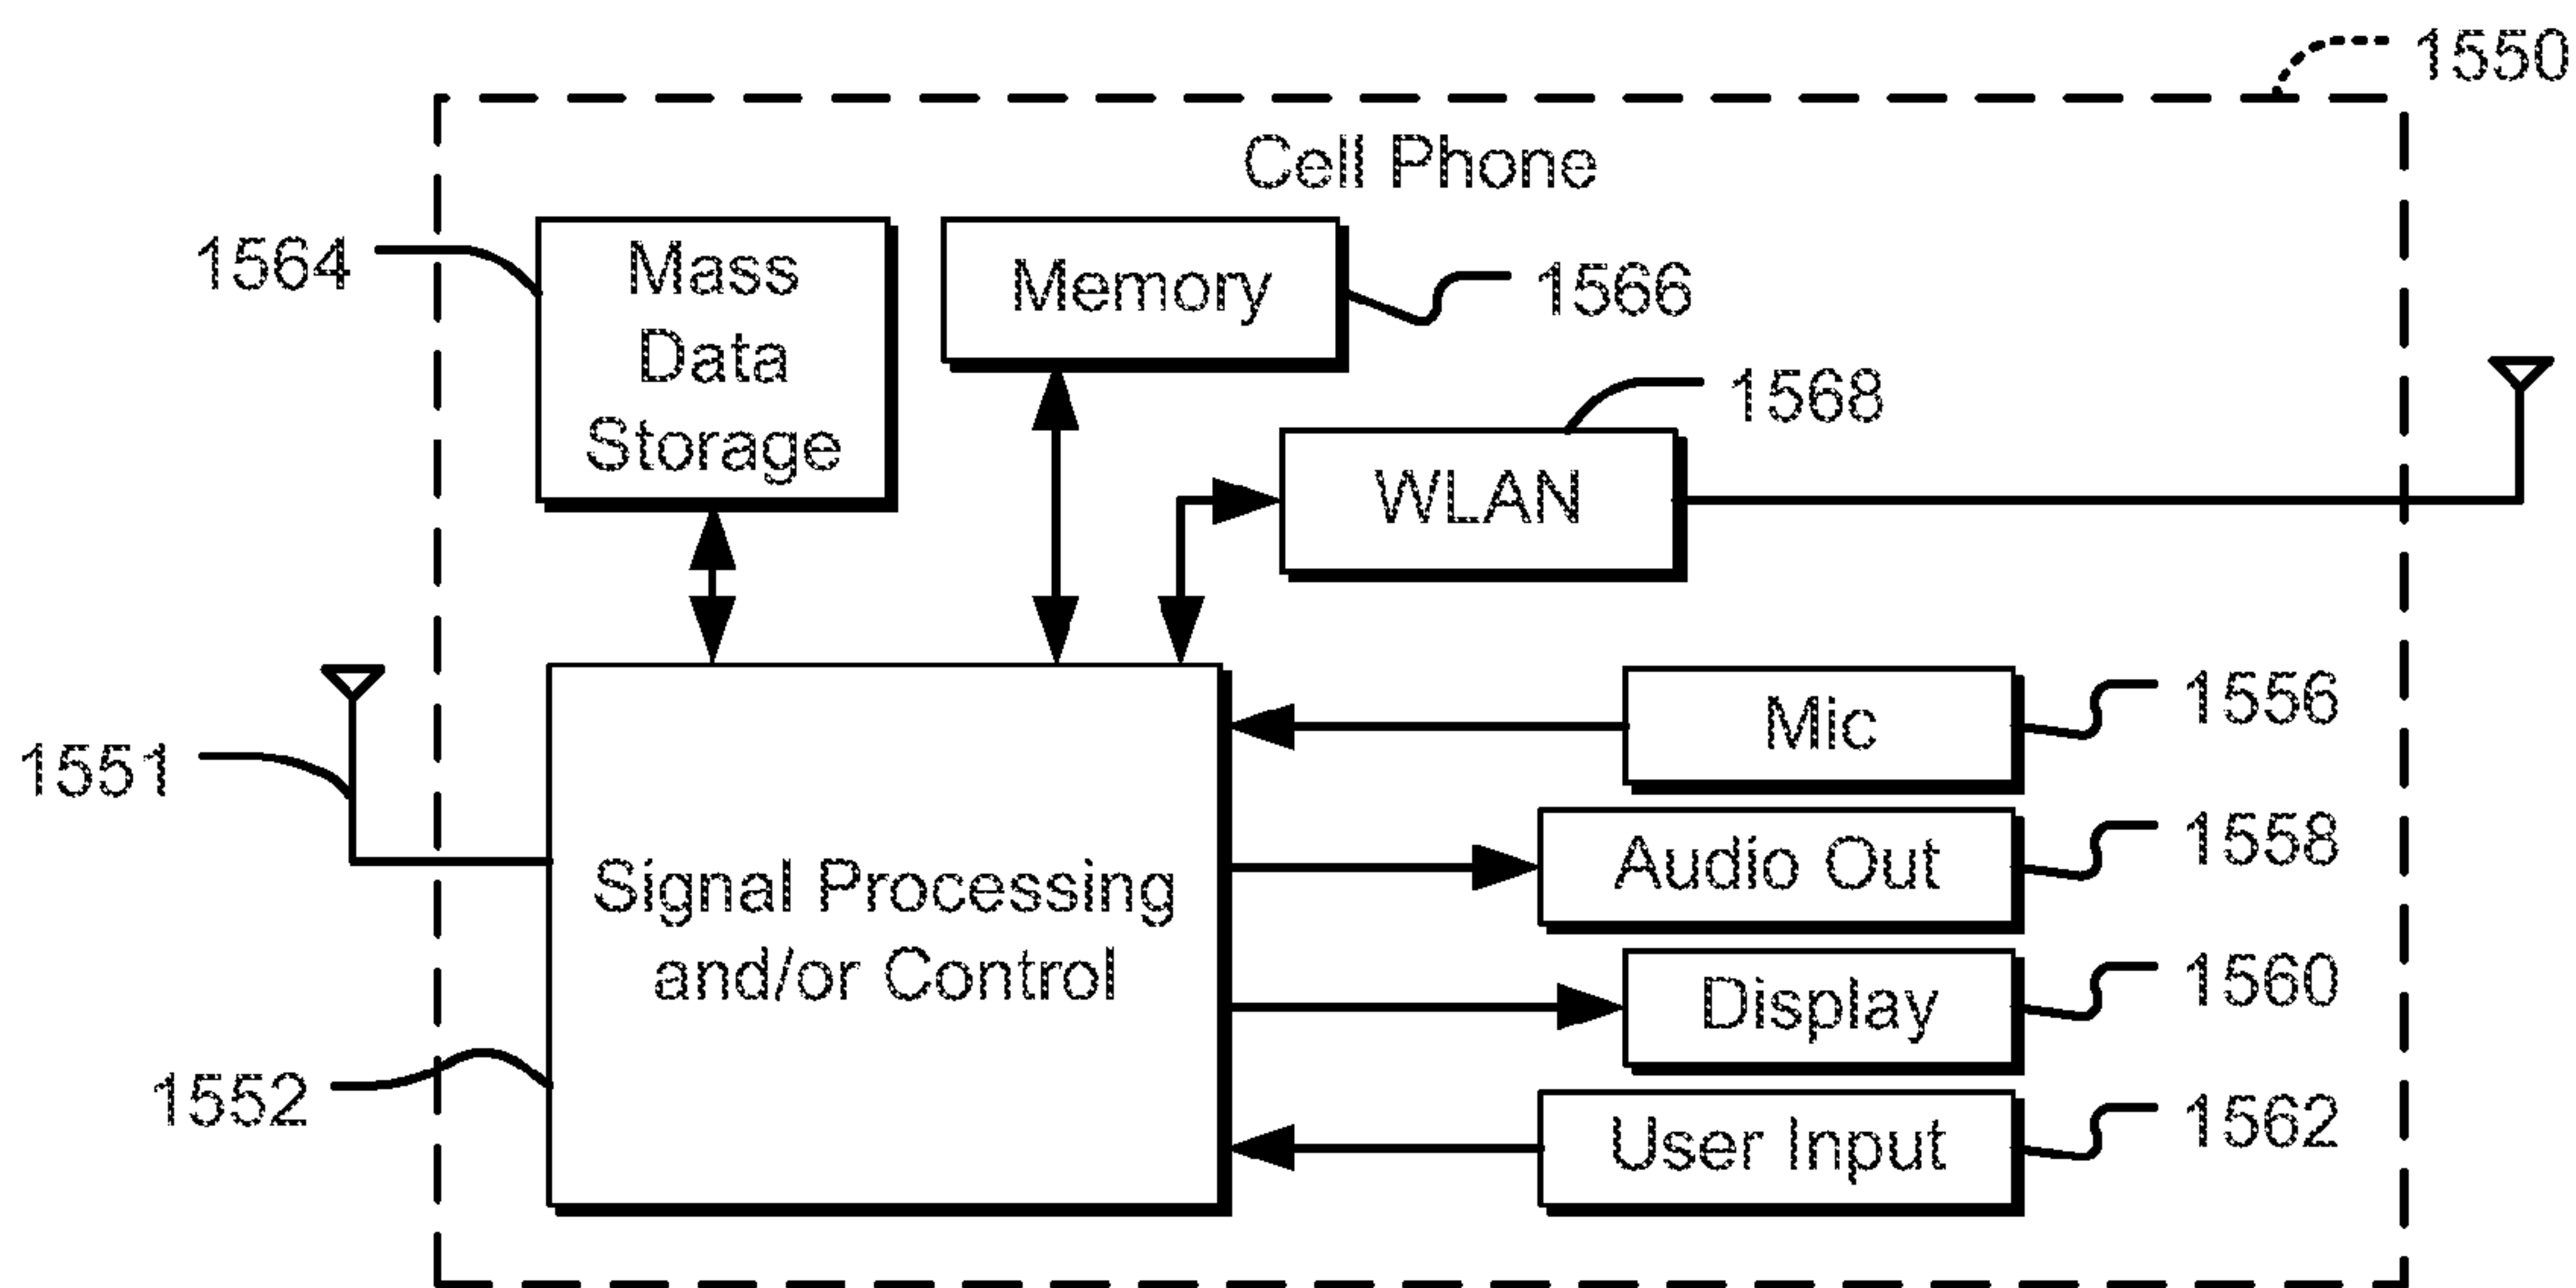 1550
Cell Phone
1564
Mass
Data
Storage
Memory
1566
1568
WLAN
1551
1552
Signal Processing
and/or Control
Mic
1556
Audio Out
1558
Display
1560
User Input
1562